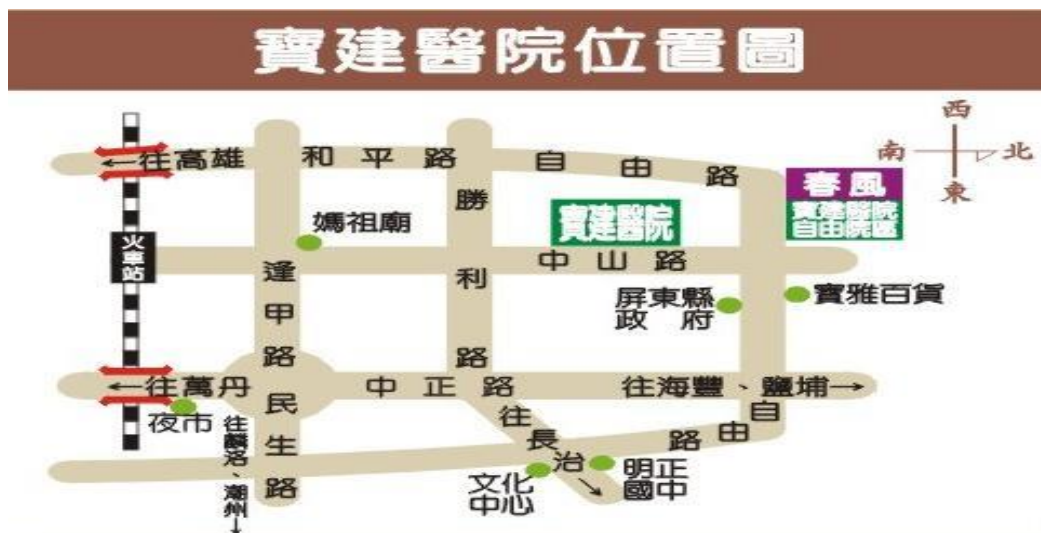 寶建醫院位置圖
西
南
北
東
←往高雄
和平路
自由路
春風
寶建醫院
自由院區
勝利路
寶建醫院
媽祖廟
火車站
中山路
逢甲路
屏東縣
政府
寶雅百貨
←往萬丹
中正路
往海豐、鹽埔→
夜市
民生路
往麟洛、潮州→
往長治→
自由路
文化
中心
明正
國中